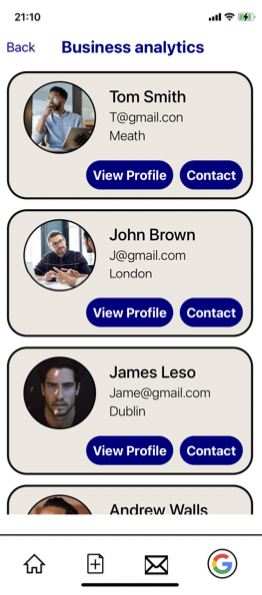 21:10
Back Business analytics
Tom Smith
T@gmail.con
Meath
View Profile Contact
John Brown
J@gmail.com
London
View Profile Contact
James Leso
Jame@gmail.com
Dublin
View Profile Contact
Andrew Walls